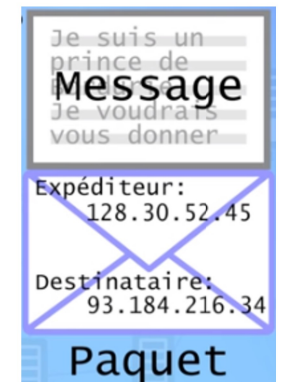 Je suis un
prince de
Message
Je voudrais
vous donner
Expéditeur:
128.30.52.45
Destinataire:
93.184.216.34
Paquet